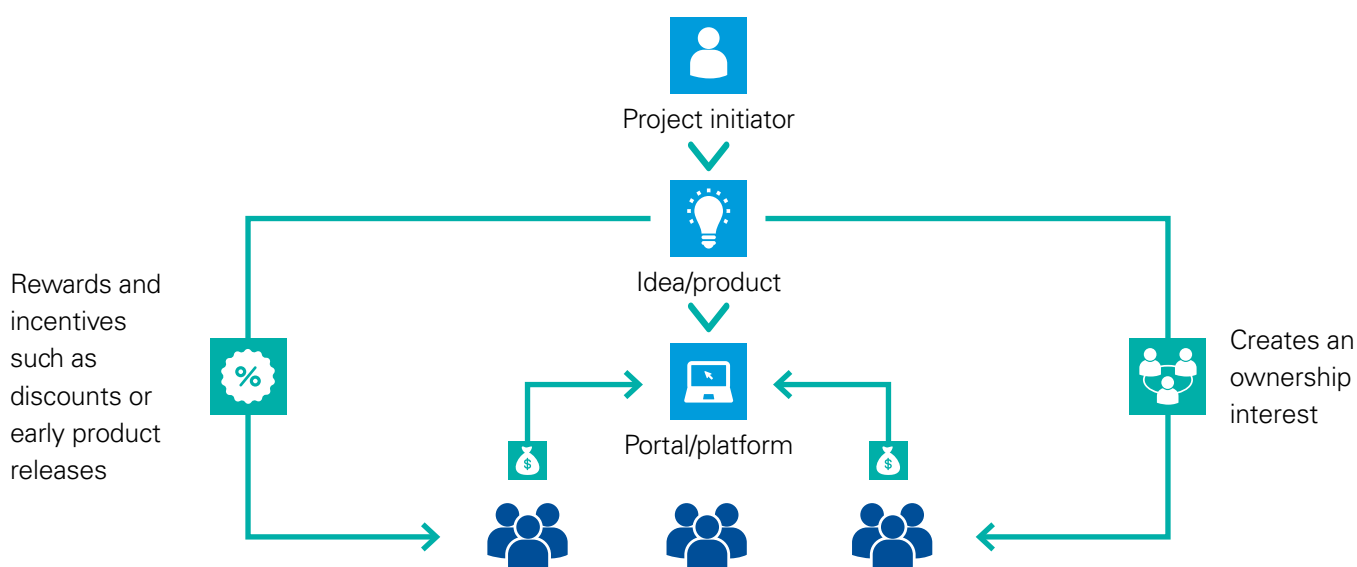 Project initiator
Idea/product
Rewards and
incentives
such as
discounts or
early product
releases
%
Creates an
ownership
interest
Portal/platform
$
$